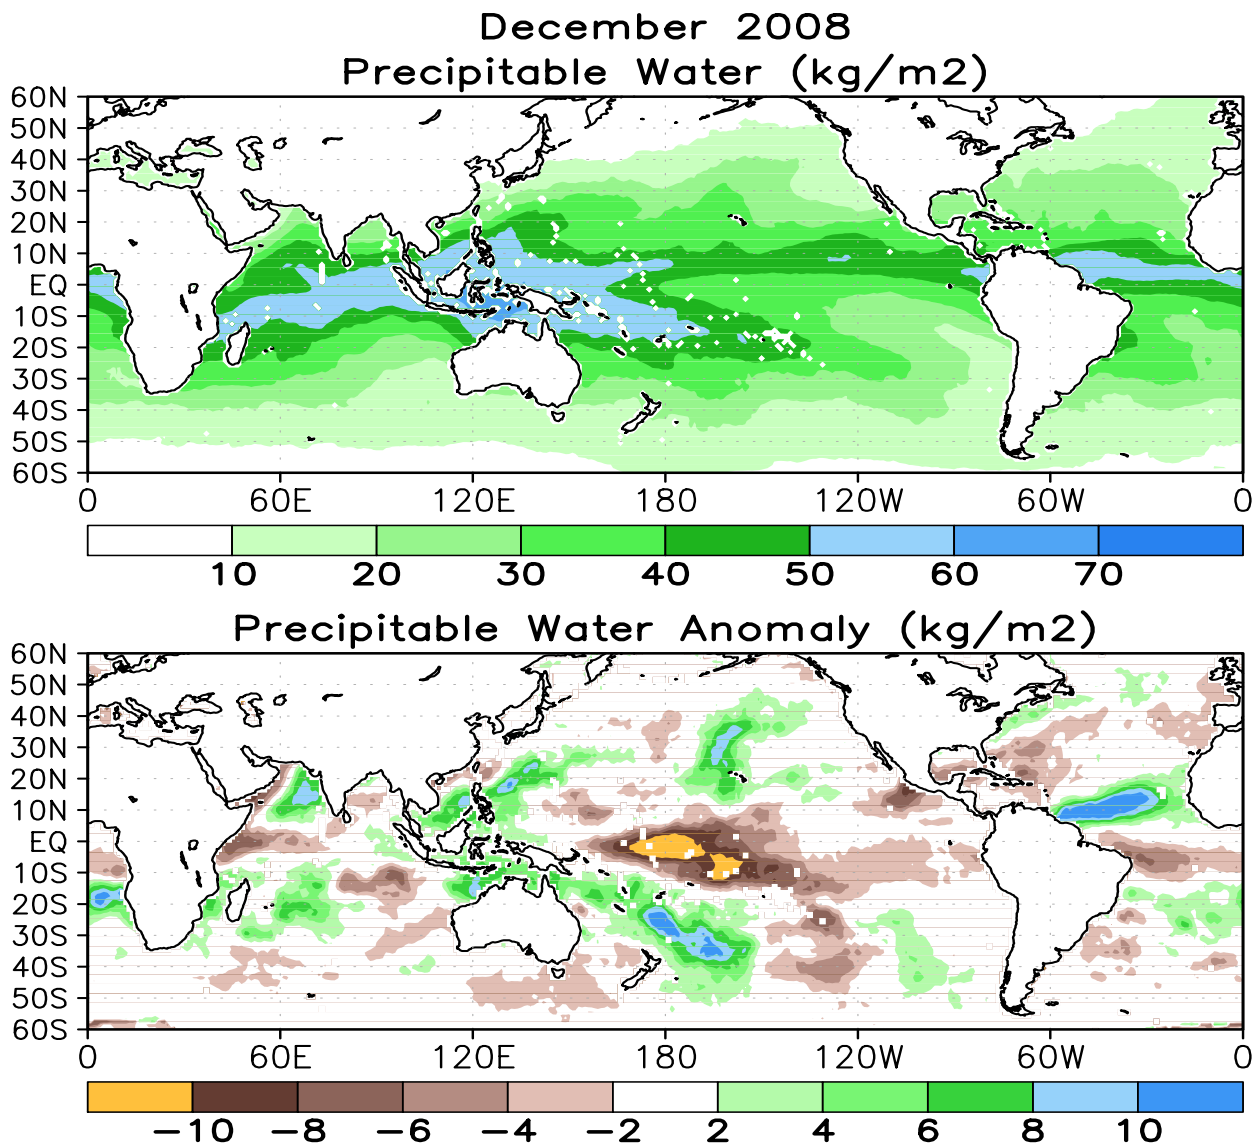 December 2008
Precipitable Water (kg/m2)
60N
50N
40N
30N
20N
10N
EQ
10S
20S
30S
40S
50S
60S
0 60E 120E 180 120W 60W 0
10 20 30 40 50 60 70
Precipitable Water Anomaly (kg/m2)
60N
50N
40N
30N
20N
10N
EQ
10S
20S
30S
40S
50S
60S
0 60E 120E 180 120W 60W 0
−10 −8 −6 −4 −2 2 4 6 8 10